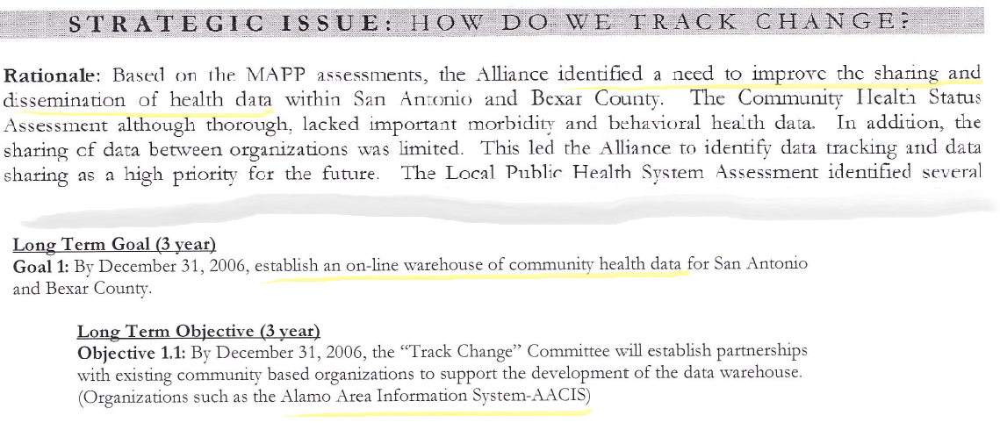 STRATEGIC ISSUE: HOW DO WE TRACK CHANGE?
Rationale: Based on the MAPP assessments, the Alliance identified a need to improve the sharing and
dissemination of health data within San Antonio and Bexar County. The Community Health Status
Assessment although thorough, lacked important morbidity and behavioral health data. In addition, the
sharing of data between organizations was limited. This led the Alliance to identify data tracking and data
sharing as a high priority for the future. The Local Public Health System Assessment identified several
Long Term Goal (3 year)
Goal 1: By December 31, 2006, establish an on-line warehouse of community health data for San Antonio
and Bexar County.
Long Term Objective (3 year)
Objective 1.1: By December 31, 2006, the “Track Change” Committee will establish partnerships
with existing community based organizations to support the development of the data warehouse.
(Organizations such as the Alamo Area Information System-AACIS)